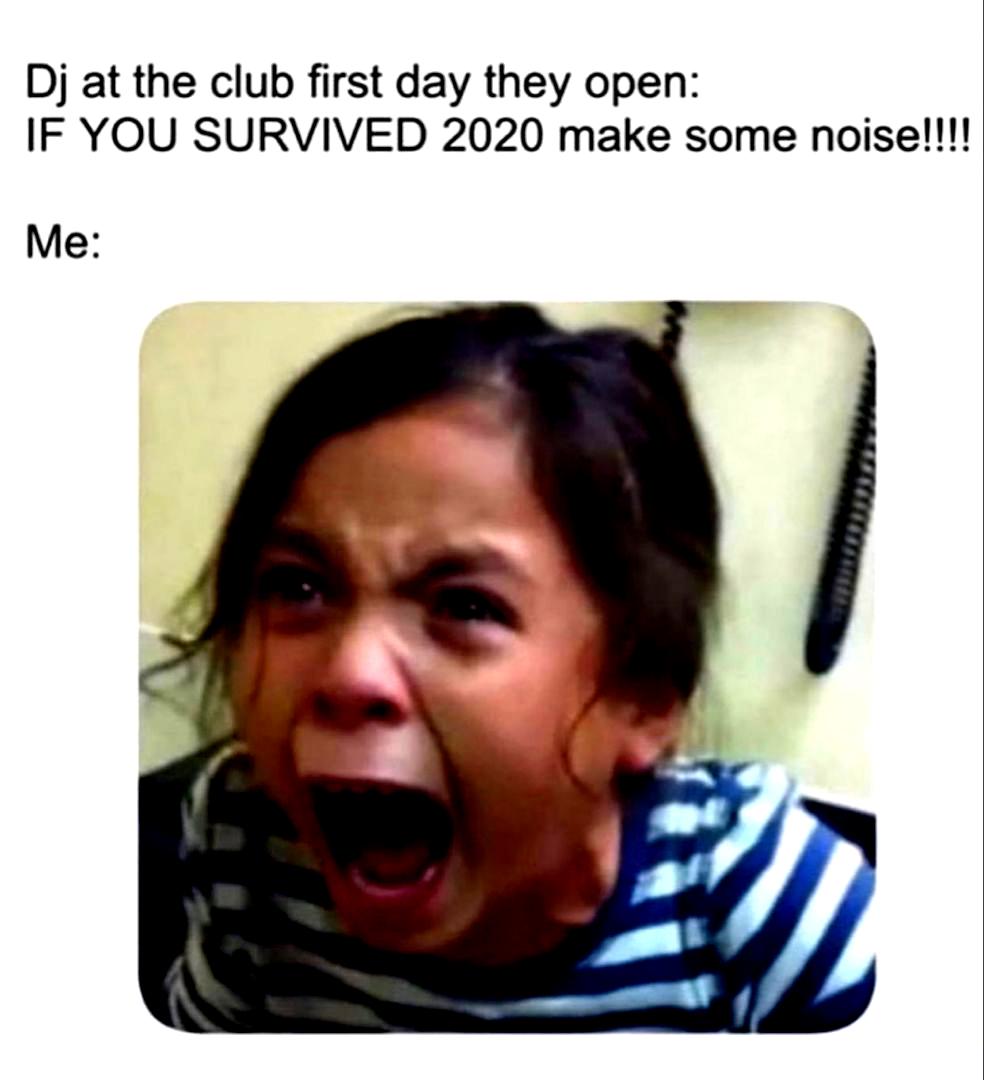 Dj at the club first day they open:
IF YOU SURVIVED 2020 make some noise!!!!
Me: